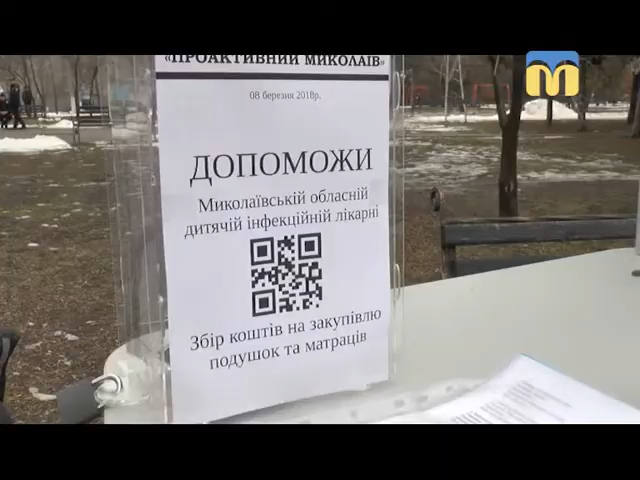 «ПРОАКТИВНИЙ МИКОЛАЇВ»
08 березня 2018р.
ДОПОМОЖИ
Миколаївській обласній
дитячій інфекційній лікарні
Збір коштів на закупівлю
подушок та матраців